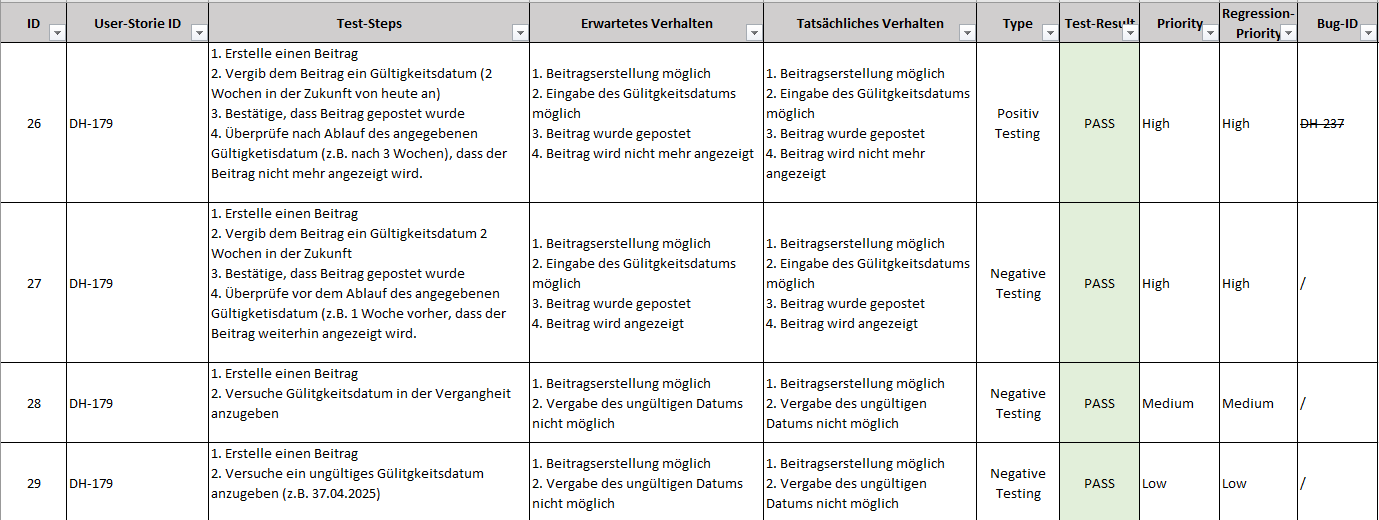 ID
User-Storie ID
Test-Steps
Erwartetes Verhalten
Tatsächliches Verhalten
Type
Test-Result
Priority
Regression-
Priority
Bug-ID
26
DH-179
1. Erstelle einen Beitrag
2. Vergib dem Beitrag ein Gültigkeitsdatum (2
Wochen in der Zukunft von heute an)
3. Bestätige, dass Beitrag gepostet wurde
4. Überprüfe nach Ablauf des angegebenen
Gültigketisdatum (z.B. nach 3 Wochen), dass der
Beitrag nicht mehr angezeigt wird.
1. Beitragserstellung möglich
2. Eingabe des Gülitgkeitsdatums
möglich
3. Beitrag wurde gepostet
4. Beitrag wird nicht mehr angezeigt
1. Beitragserstellung möglich
2. Eingabe des Gülitgkeitsdatums
möglich
3. Beitrag wurde gepostet
4. Beitrag wird nicht mehr
angezeigt
Positiv
Testing
PASS
High
High
DH-237
27
DH-179
1. Erstelle einen Beitrag
2. Vergib dem Beitrag ein Gültigkeitsdatum 2
Wochen in der Zukunft
3. Bestätige, dass Beitrag gepostet wurde
4. Überprüfe vor dem Ablauf des angegebenen
Gültigketisdatum (z.B. 1 Woche vorher, dass der
Beitrag weiterhin angezeigt wird.
1. Beitragserstellung möglich
2. Eingabe des Gülitgkeitsdatums
möglich
3. Beitrag wurde gepostet
4. Beitrag wird angezeigt
1. Beitragserstellung möglich
2. Eingabe des Gülitgkeitsdatums
möglich
3. Beitrag wurde gepostet
4. Beitrag wird angezeigt
Negative
Testing
PASS
High
High
/
28
DH-179
1. Erstelle einen Beitrag
2. Versuche Gülitgkeitsdatum in der Vergangheit
anzugeben
1. Beitragserstellung möglich
2. Vergabe des ungültigen Datums
nicht möglich
1. Beitragserstellung möglich
2. Vergabe des ungültigen
Datums nicht möglich
Negative
Testing
PASS
Medium
Medium
/
29
DH-179
1. Erstelle einen Beitrag
2. Versuche ein ungültiges Gülitgkeitsdatum
anzugeben (z.B. 37.04.2025)
1. Beitragserstellung möglich
2. Vergabe des ungültigen Datums
nicht möglich
1. Beitragserstellung möglich
2. Vergabe des ungültigen
Datums nicht möglich
Negative
Testing
PASS
Low
Low
/